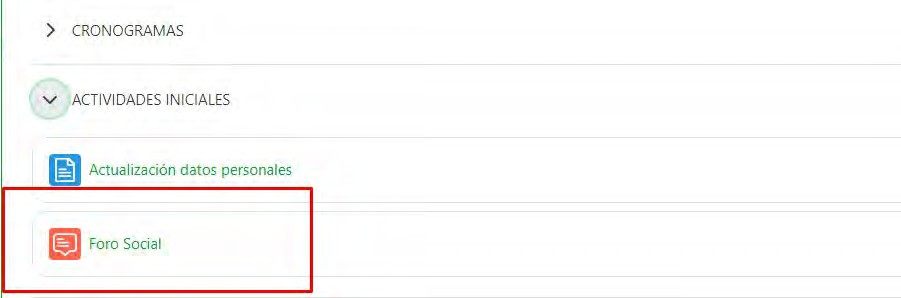 CRONOGRAMAS
ACTIVIDADES INICIALES
Actualización datos personales
Foro Social